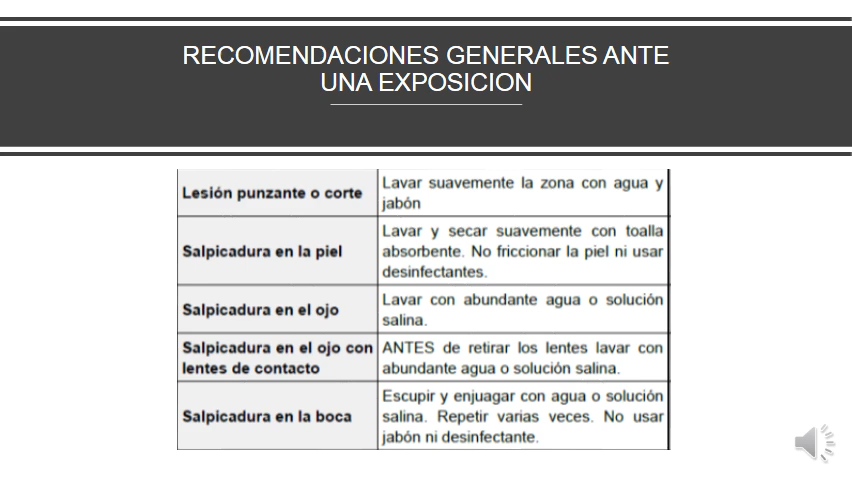 RECOMENDACIONES GENERALES ANTE
UNA EXPOSICION
Lesión punzante o corte
Lavar suavemente la zona con agua y
jabón
Salpicadura en la piel
Lavar y secar suavemente con toalla
absorbente. No friccionar la piel ni usar
desinfectantes.
Salpicadura en el ojo
Lavar con abundante agua o solución
salina.
Salpicadura en el ojo con
lentes de contacto
ANTES de retirar los lentes lavar con
abundante agua o solución salina.
Salpicadura en la boca
Escupir y enjuagar con agua o solución
salina. Repetir varias veces. No usar
jabón ni desinfectante.